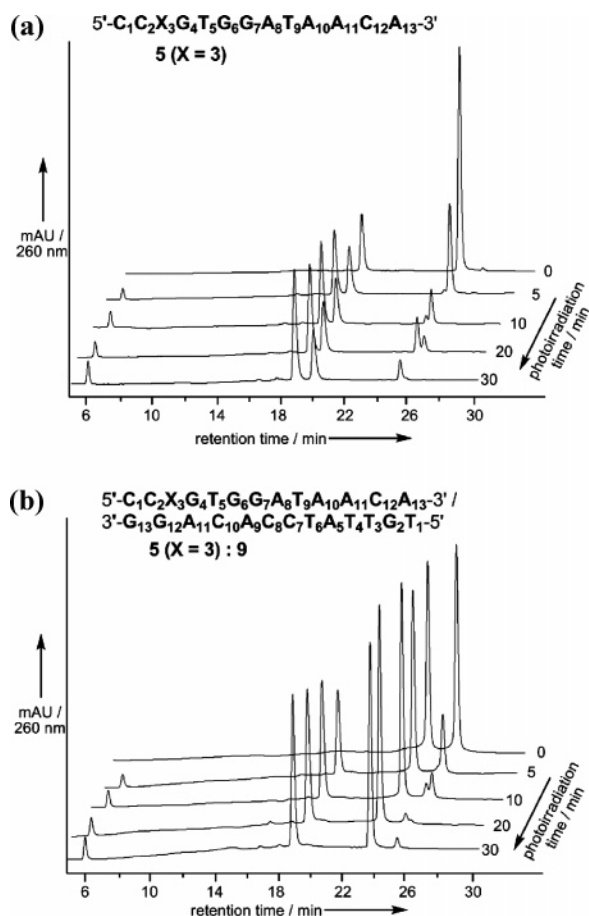 (a)
5'-C₁C₂X₃G₄T₅G₆G₇A₈T₉A₁₀A₁₁C₁₂A₁₃-3'
5 (X = 3)
mAU /
260 nm
0
5
10
20
30
photoirradiation
time / min
6 10 14 18 22 26 30
retention time / min
(b)
5'-C₁C₂X₃G₄T₅G₆G₇A₈T₉A₁₀A₁₁C₁₂A₁₃-3' /
3'-G₁₃G₁₂A₁₁C₁₀A₉C₈C₇T₆A₅T₄T₃G₂T₁-5'
5 (X = 3) : 9
mAU /
260 nm
0
5
10
20
30
photoirradiation
time / min
6 10 14 18 22 26 30
retention time / min